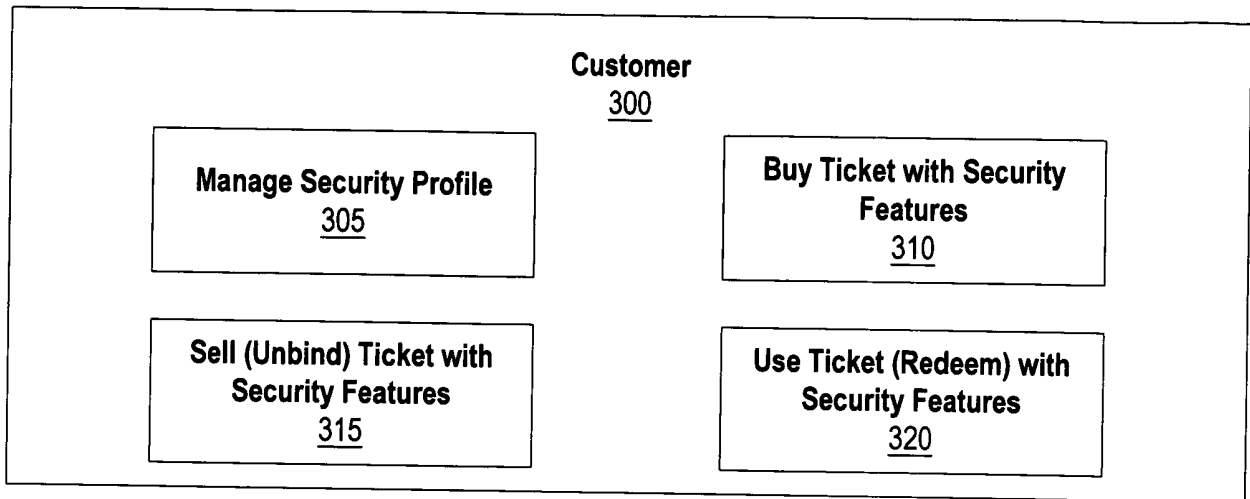 Customer
300
Manage Security Profile
305
Buy Ticket with Security
Features
310
Sell (Unbind) Ticket with
Security Features
315
Use Ticket (Redeem) with
Security Features
320